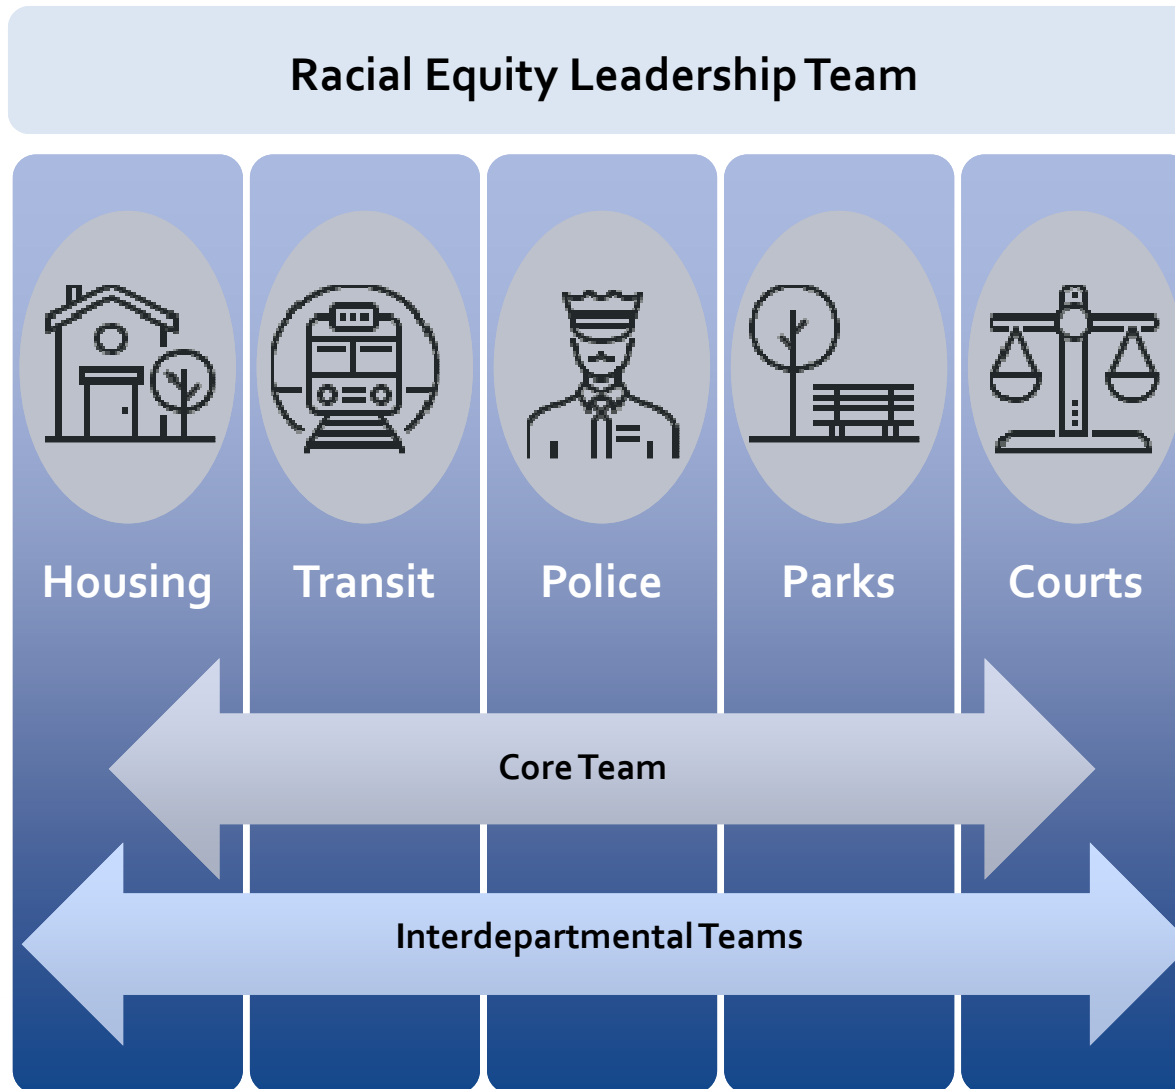 Racial Equity Leadership Team
Housing
Transit
Police
Parks
Courts
Core Team
Interdepartmental Teams